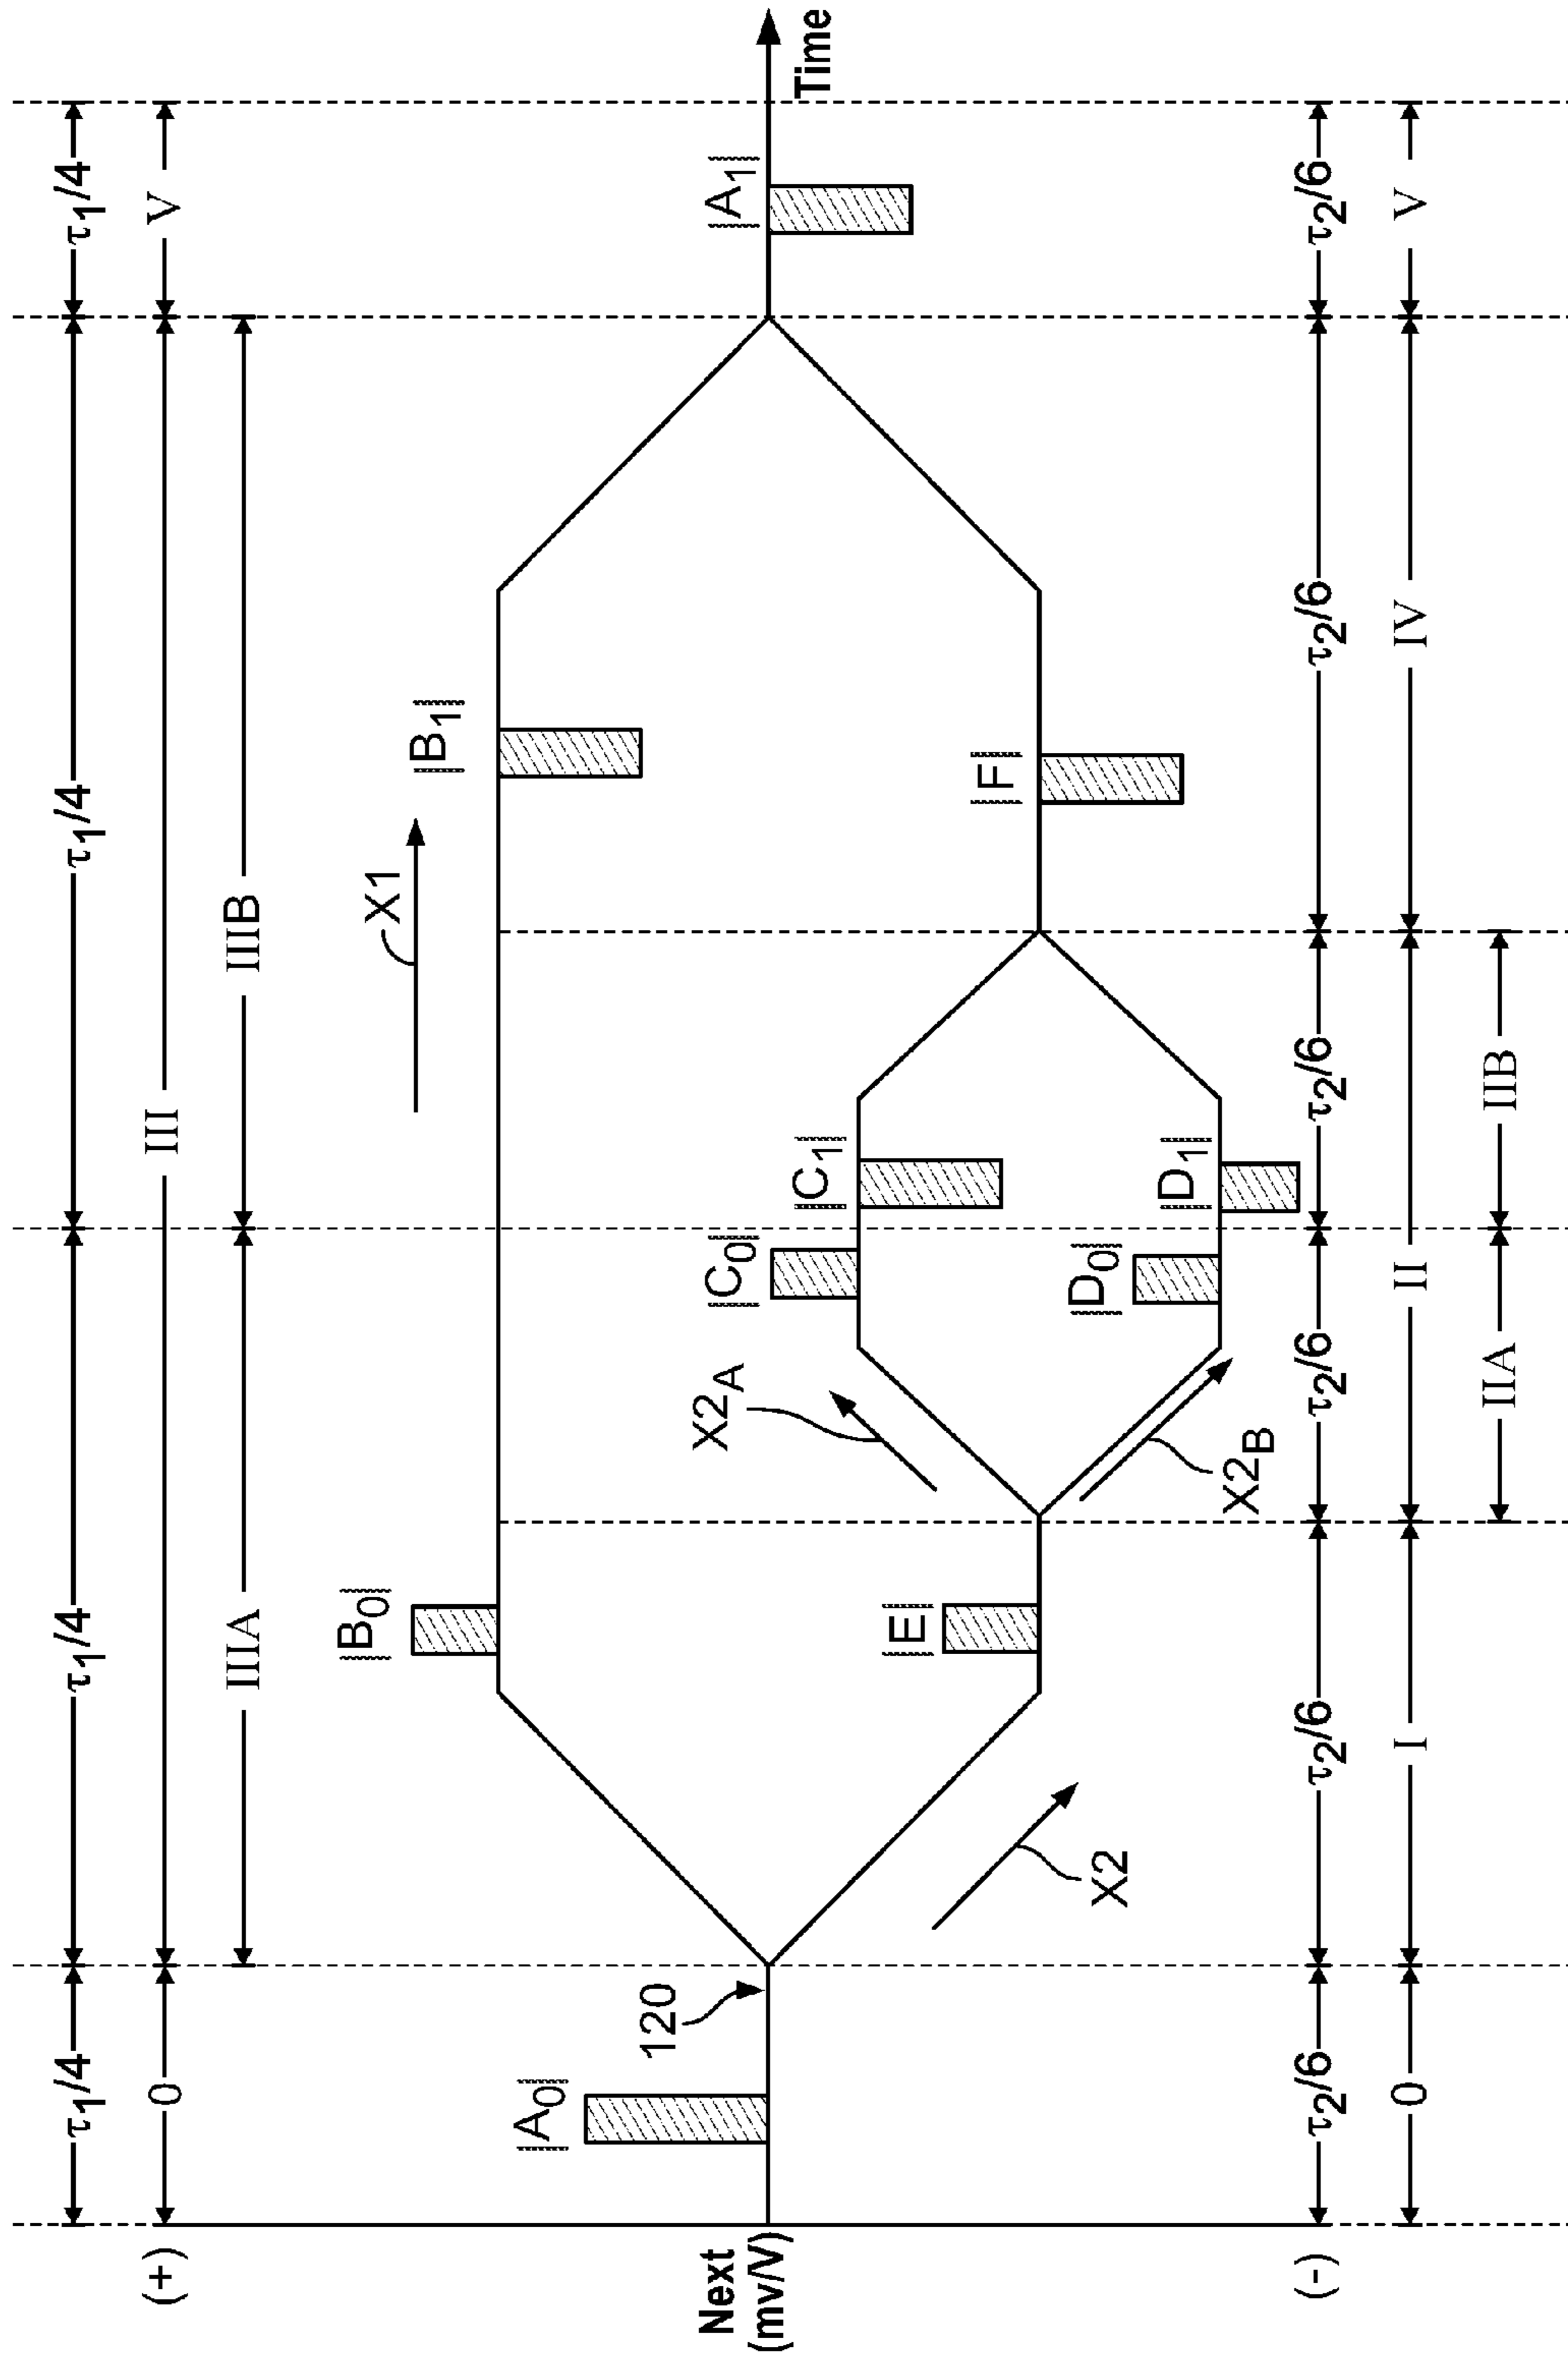 (+)
τ1/4
τ1/4
τ1/4
τ1/4
0
III
V
IIIA
IIIB
|B0|
X1
|B1|
|A0|
120
Next
(mv/V)
|A1|
Time
X2A
|C0|
|C1|
|E|
|F|
X2
|D0|
|D1|
X2B
(-)
τ2/6
τ2/6
τ2/6
τ2/6
τ2/6
τ2/6
0
I
II
IV
V
IIA
IIB